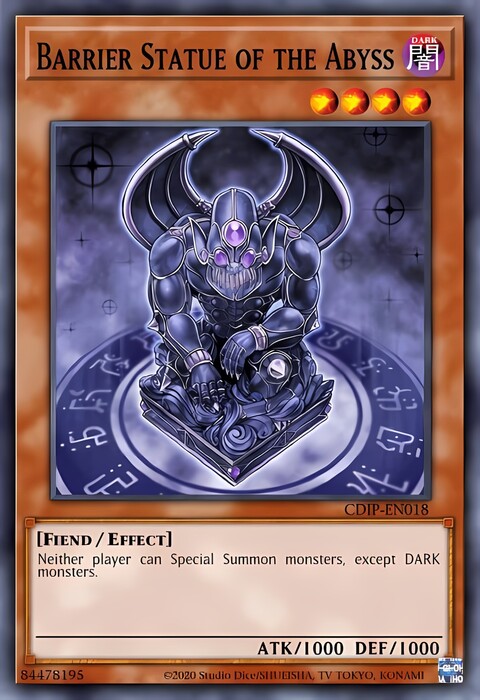 BARRIER STATUE OF THE ABYSS
DARK
闇
CDIP-EN018
[FIEND / EFFECT]
Neither player can Special Summon monsters, except DARK
monsters.
ATK/1000 DEF/1000
84478195
©2020 Studio Dice/SHUEISHA, TV TOKYO, KONAMI